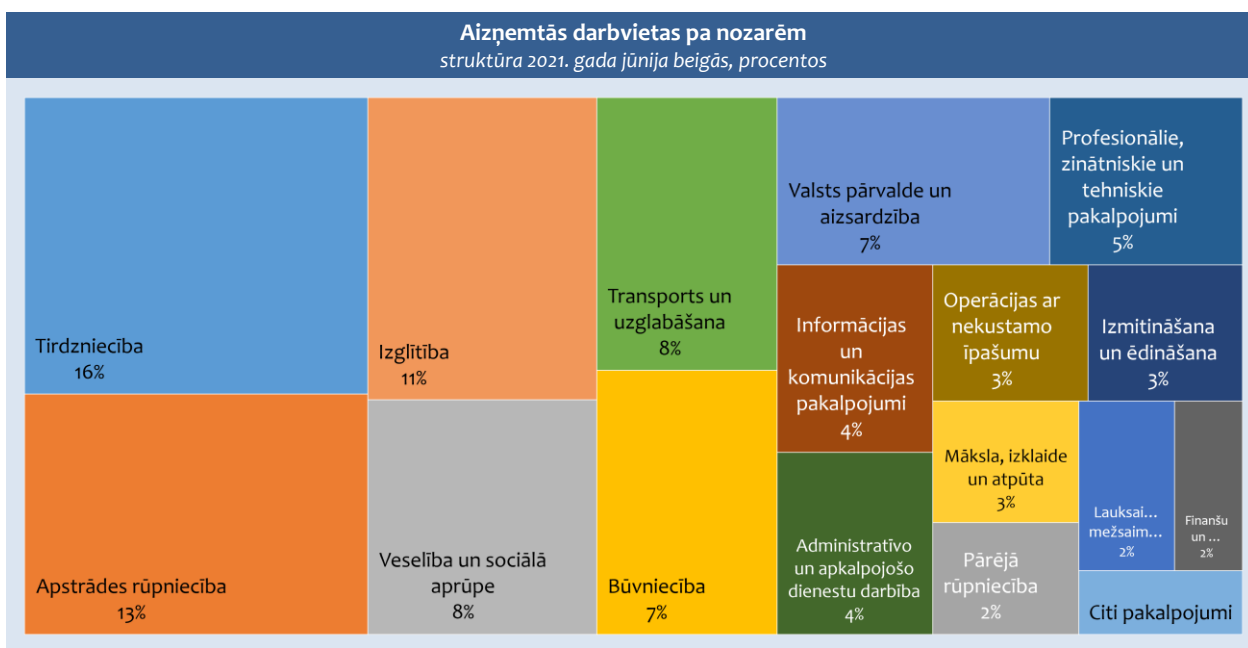 Aizņemtās darbvietas pa nozarēm
struktūra 2021. gada jūnija beigās, procentos
Tirdzniecība
16%
Apstrādes rūpniecība
13%
Izglītība
11%
Veselība un sociālā
aprūpe
8%
Transports un
uzglabāšana
8%
Būvniecība
7%
Valsts pārvalde un
aizsardzība
7%
Profesionālie,
zinātniskie un
tehniskie
pakalpojumi
5%
Informācijas
un
komunikācijas
pakalpojumi
4%
Administratīvo
un apkalpojošo
dienestu darbība
4%
Operācijas ar
nekustamo
īpašumu
3%
Izmitināšana
un ēdināšana
3%
Māksla, izklaide
un atpūta
3%
Pārējā
rūpniecība
2%
Lauksai...
mežsaim...
2%
Finanšu
un ...
2%
Citi pakalpojumi